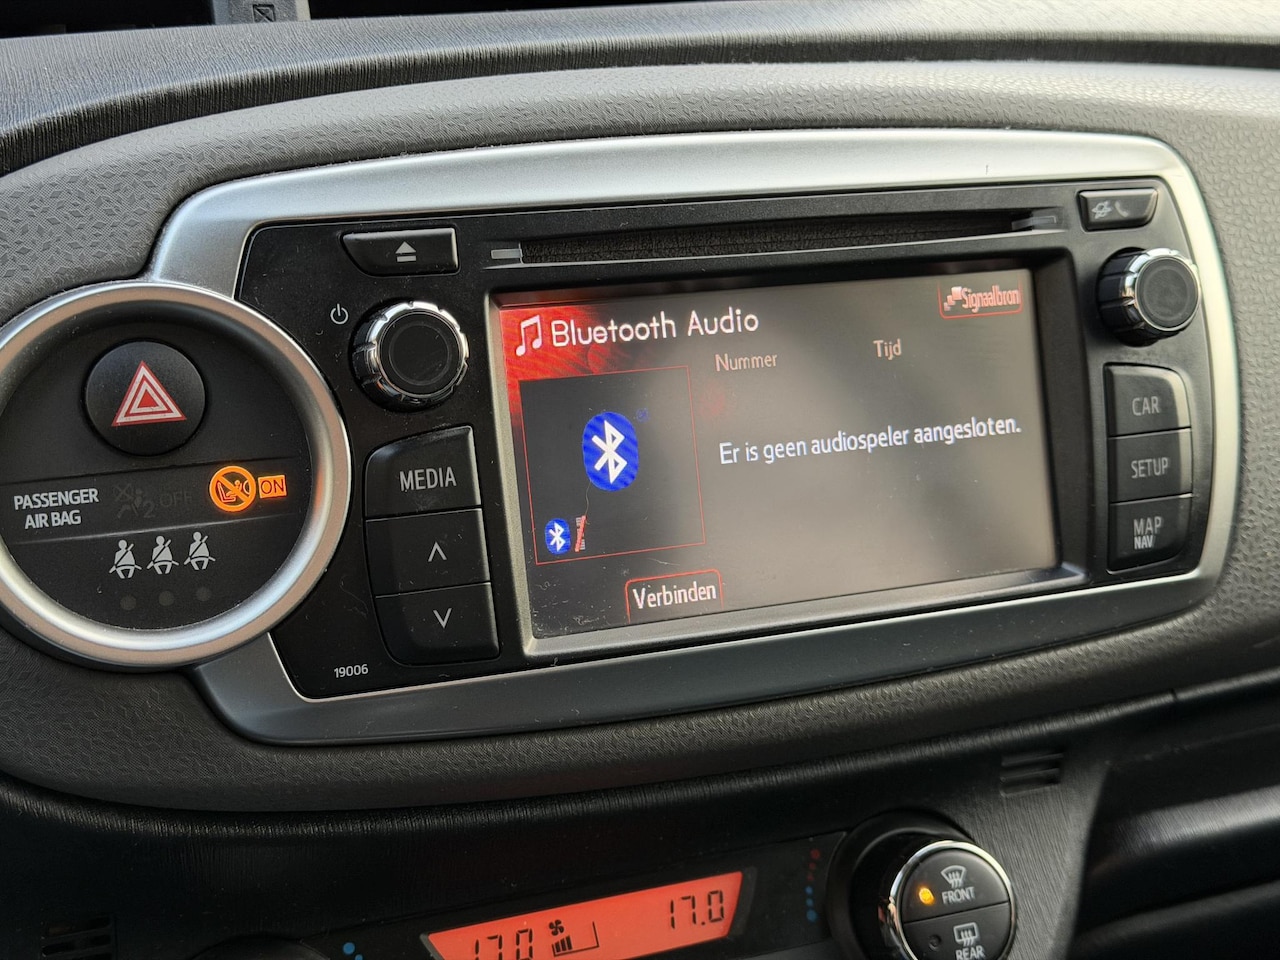 Bluetooth Audio
Signaalbron
Nummer
Tijd
Er is geen audiospeler aangesloten.
Verbinden
MEDIA
CAR
SETUP
MAP
NAV
PASSENGER
AIR BAG
2 OFF
ON
19006
17.0
17.0
FRONT
REAR